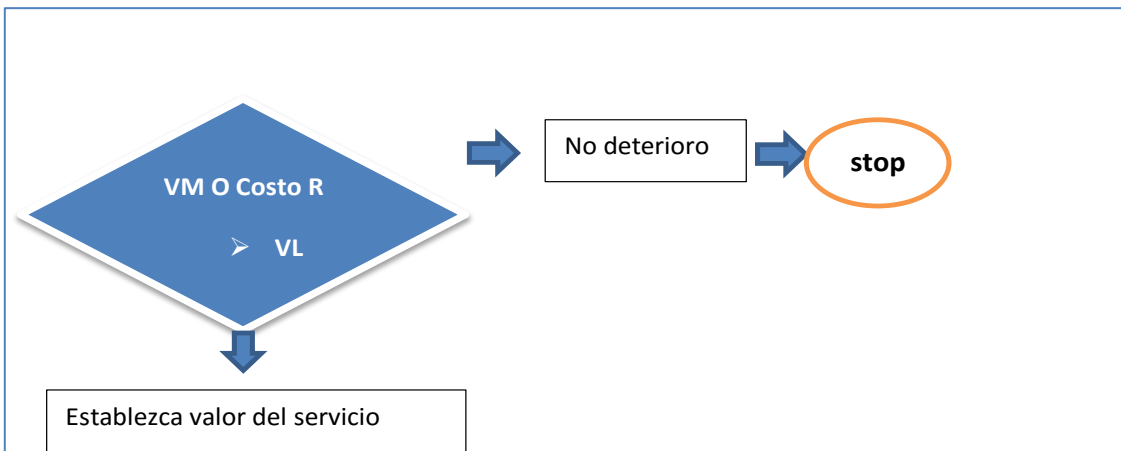 VM O Costo R
➢ VL
No deterioro
stop
Establezca valor del servicio